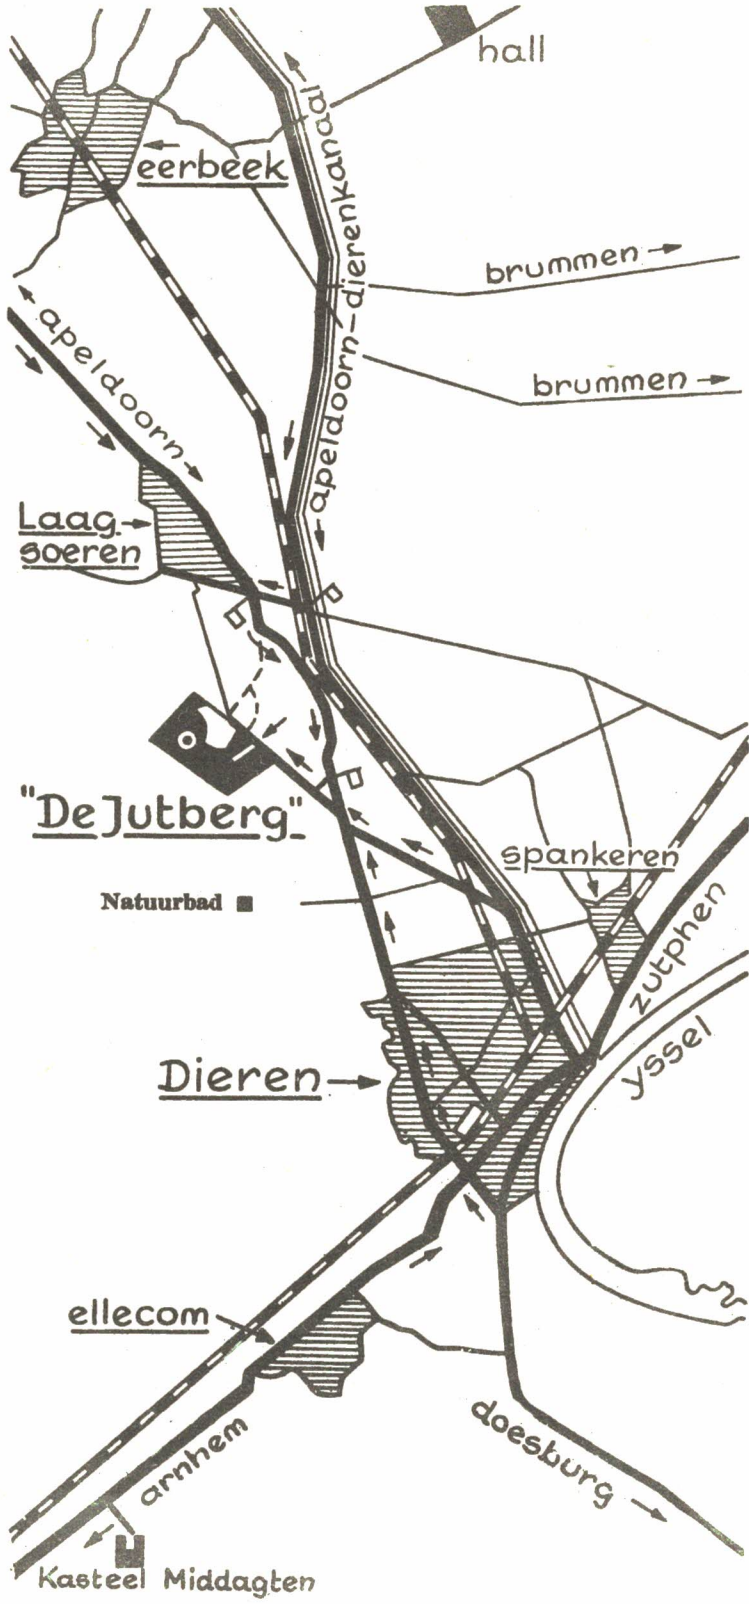 hall
eerbeek
apeldoorn-dierenkanaal
brummen
apeldoorn
brummen
Laag
soeren
"De Jutberg"
spankeren
Natuurbad
zutphen
yssel
Dieren
ellecom
doesburg
arnhem
Kasteel Middagten